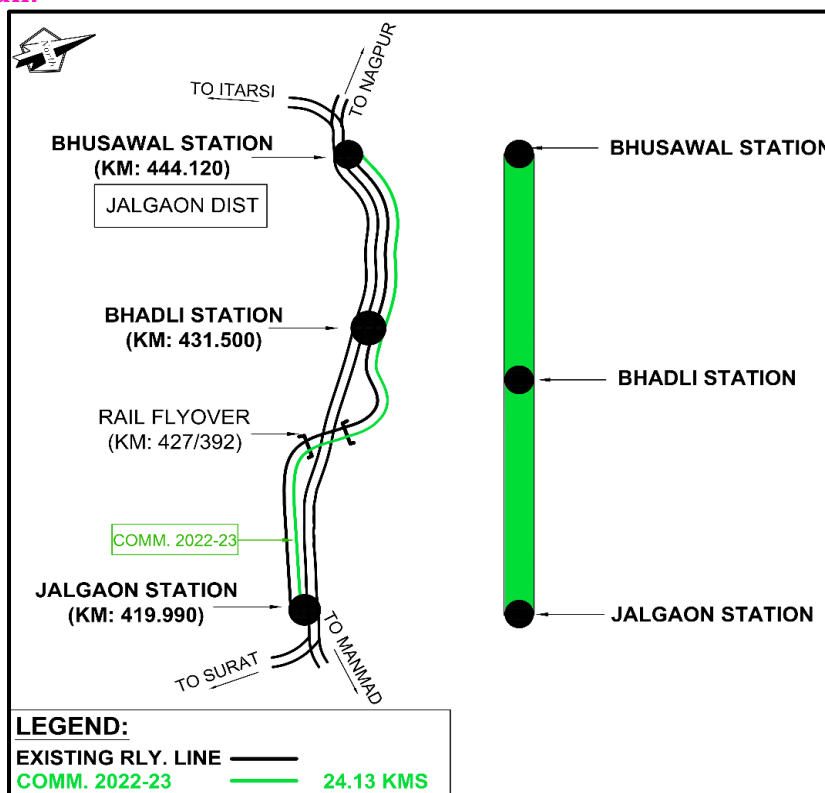 North
TO ITARSI
TO NAGPUR
BHUSAWAL STATION
(KM: 444.120)
JALGAON DIST
BHADLI STATION
(KM: 431.500)
RAIL FLYOVER
(KM: 427/392)
COMM. 2022-23
JALGAON STATION
(KM: 419.990)
TO SURAT
TO MANMAD
BHUSAWAL STATION
BHADLI STATION
JALGAON STATION
LEGEND:
EXISTING RLY. LINE
COMM. 2022-23 24.13 KMS